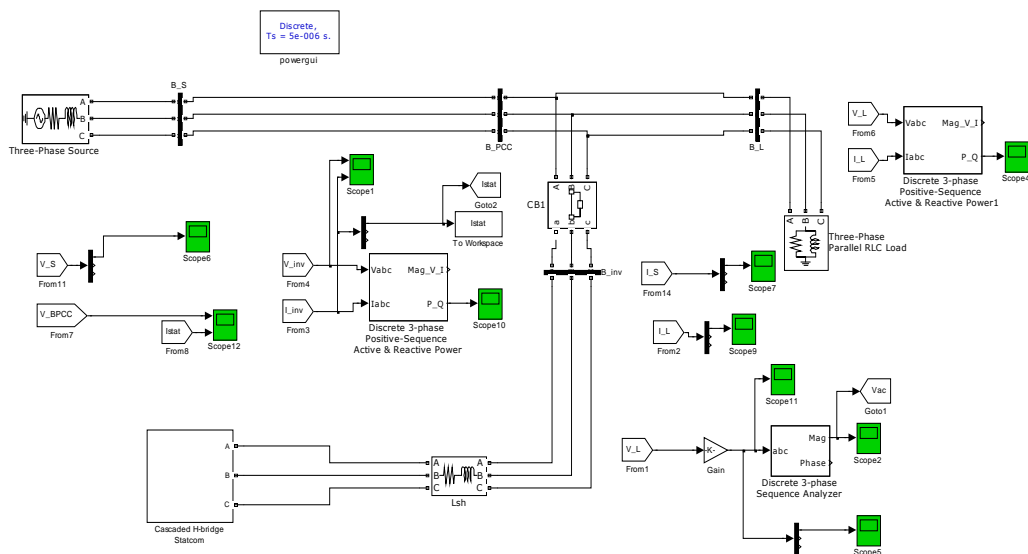 Discrete,
Ts = 5e-006 s.
powergui
B_S
A
B
C
Three-Phase Source
B_PCC
B_L
V_L
From6
I_L
From5
Vabc
Iabc
Mag_V_I
P_Q
Discrete 3-phase
Positive-Sequence
Active & Reactive Power1
Scope4
Scope1
Istat
Goto2
Istat
To Workspace
CB1
A
B
C
a
b
c
A
B
C
Three-Phase
Parallel RLC Load
V_S
From11
Scope6
V_inv
From4
I_inv
From3
Vabc
Iabc
Mag_V_I
P_Q
Discrete 3-phase
Positive-Sequence
Active & Reactive Power
Scope10
B_inv
I_S
From14
Scope7
V_BPCC
From7
Istat
From8
Scope12
I_L
From2
Scope9
Scope11
Vac
Goto1
A
B
C
Cascaded H-bridge
Statcom
A
B
C
A
B
C
Lsh
V_L
From1
-K-
Gain
abc
Mag
Phase
Discrete 3-phase
Sequence Analyzer
Scope2
Scope5